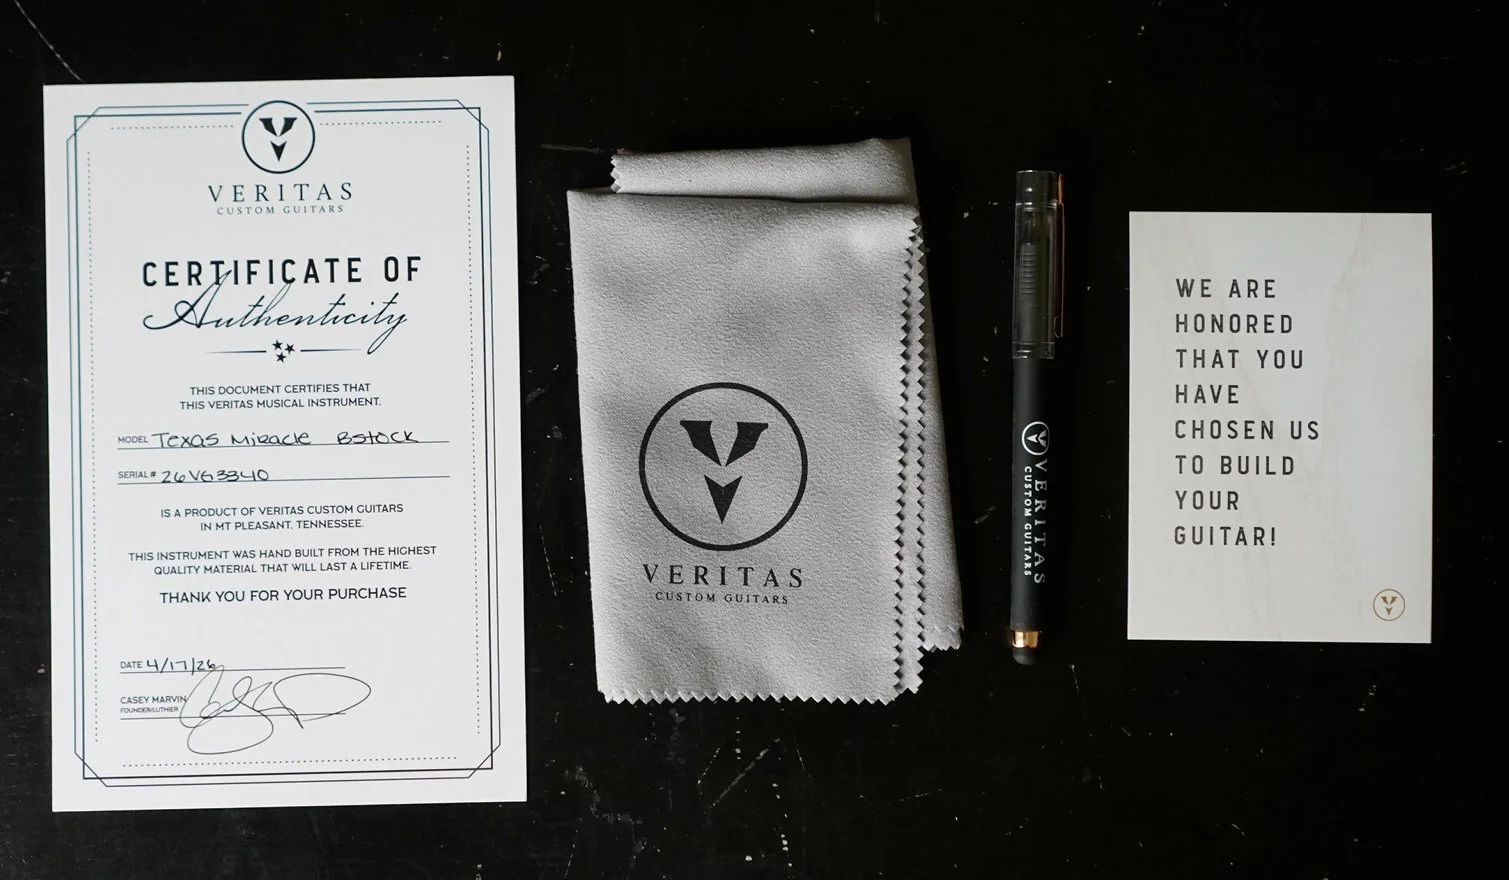 VERITAS
CUSTOM GUITARS
CERTIFICATE OF
Authenticity
THIS DOCUMENT CERTIFIES THAT
THIS VERITAS MUSICAL INSTRUMENT.
MODEL Texas Miracle BStock
SERIAL# 26VG3340
IS A PRODUCT OF VERITAS CUSTOM GUITARS
IN MT PLEASANT, TENNESSEE.
THIS INSTRUMENT WAS HAND BUILT FROM THE HIGHEST
QUALITY MATERIAL THAT WILL LAST A LIFETIME.
THANK YOU FOR YOUR PURCHASE
DATE 4/17/26
CASEY MARVIN
FOUNDER/LUTHIER
VERITAS
CUSTOM GUITARS
VERITAS
CUSTOM GUITARS
WE ARE
HONORED
THAT YOU
HAVE
CHOSEN US
TO BUILD
YOUR
GUITAR!